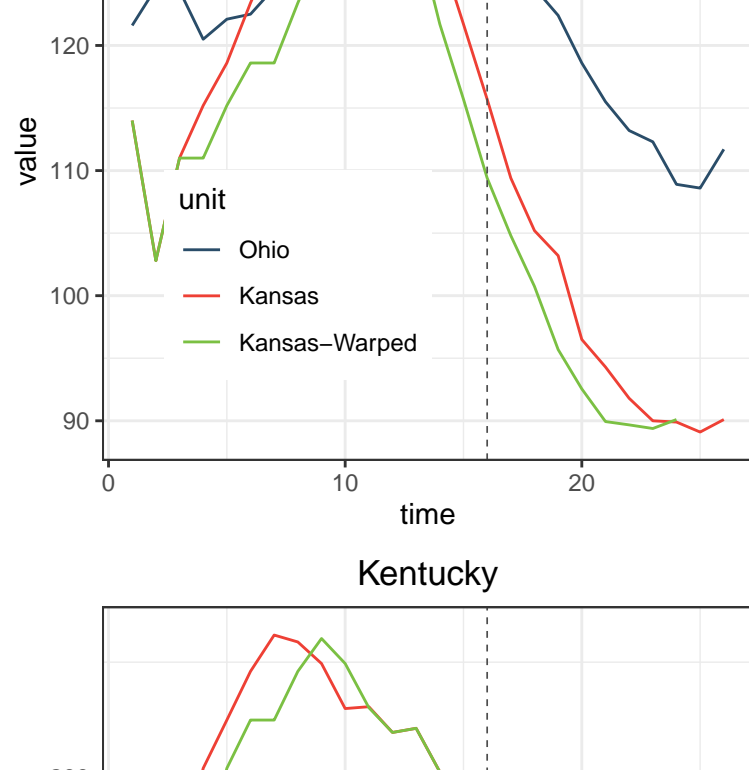 120
110
100
90
value
unit
Ohio
Kansas
Kansas−Warped
0
10
20
time
Kentucky